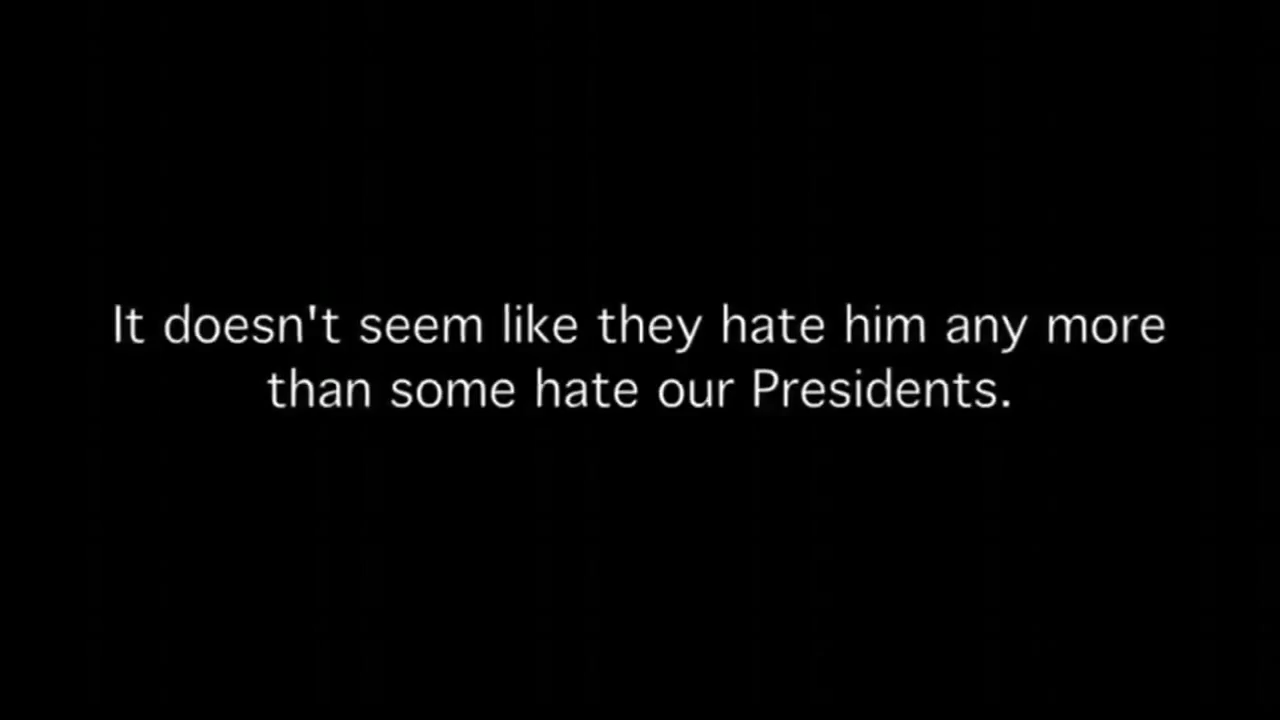 It doesn't seem like they hate him any more
than some hate our Presidents.